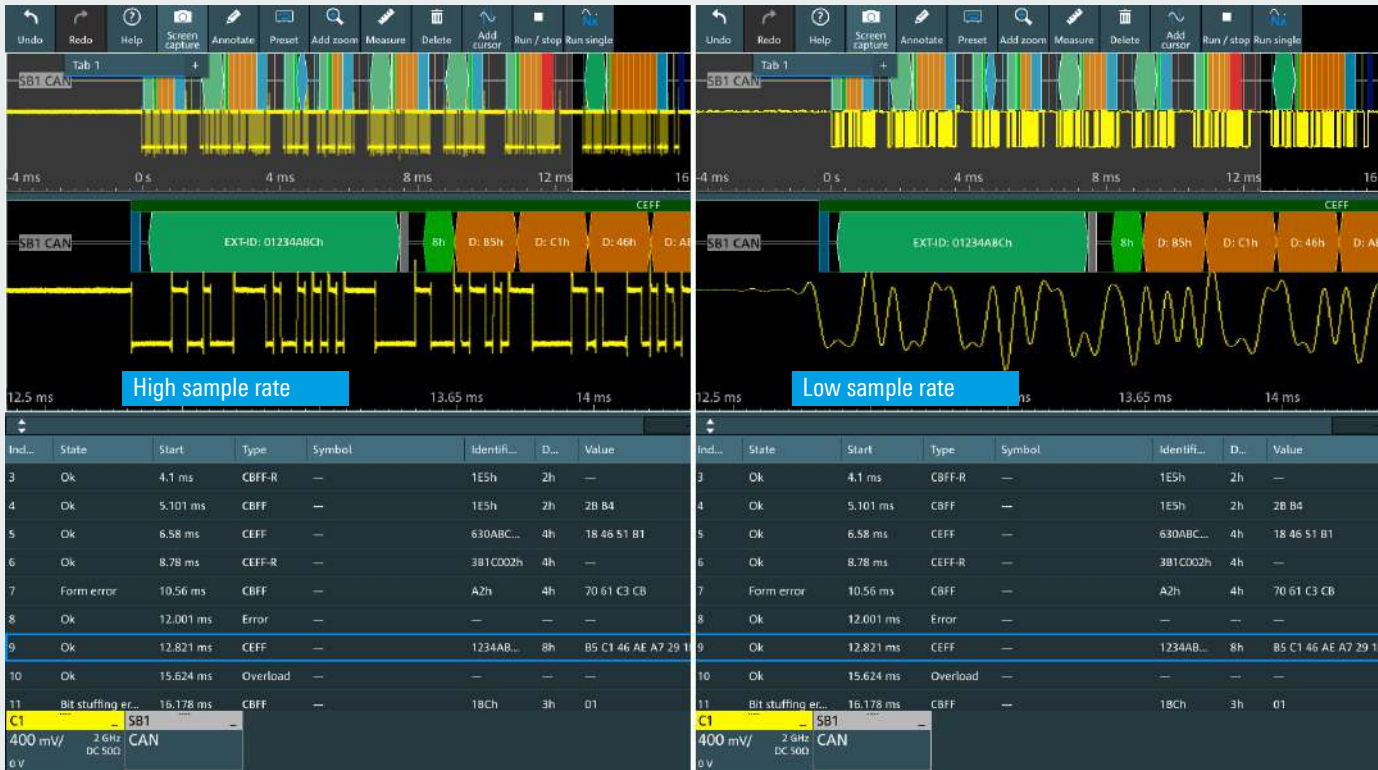 Undo Redo Help Screen capture Annotate Preset Add zoom Measure Delete Add cursor Run / stop Run single
Tab 1 +
SB1 CAN
-4 ms 0 s 4 ms 8 ms 12 ms 16
CEFF
SB1 CAN EXT-ID: 01234ABCh 8h D: B5h D: C1h D: 46h
High sample rate
12.5 ms 13.65 ms 14 ms
Ind... State Start Type Symbol Identifi... D... Value
3 Ok 4.1 ms CBFF-R — 1E5h 2h —
4 Ok 5.101 ms CBFF — 1E5h 2h 2B B4
5 Ok 6.58 ms CEFF — 630ABC... 4h 18 46 51 B1
6 Ok 8.78 ms CEFF-R — 3B1C002h 4h —
7 Form error 10.56 ms CBFF — A2h 4h 70 61 C3 CB
8 Ok 12.001 ms Error — — — —
9 Ok 12.821 ms CEFF — 1234AB... 8h B5 C1 46 AE A7 29
10 Ok 15.624 ms Overload — — — —
11 Bit stuffing er... 16.178 ms CBFF — 18Ch 3h 01
C1 SB1
400 mV/ 2 GHz CAN
DC 50Ω
0 V
Undo Redo Help Screen capture Annotate Preset Add zoom Measure Delete Add cursor Run / stop Run single
Tab 1 +
SB1 CAN
-4 ms 0 s 4 ms 8 ms 12 ms 16
CEFF
SB1 CAN EXT-ID: 01234ABCh 8h D: B5h D: C1h D: 46h
Low sample rate
12.5 ms 13.65 ms 14 ms
Ind... State Start Type Symbol Identifi... D... Value
3 Ok 4.1 ms CBFF-R — 1E5h 2h —
4 Ok 5.101 ms CBFF — 1E5h 2h 2B B4
5 Ok 6.58 ms CEFF — 630ABC... 4h 18 46 51 B1
6 Ok 8.78 ms CEFF-R — 3B1C002h 4h —
7 Form error 10.56 ms CBFF — A2h 4h 70 61 C3 CB
8 Ok 12.001 ms Error — — — —
9 Ok 12.821 ms CEFF — 1234AB... 8h B5 C1 46 AE A7 29
10 Ok 15.624 ms Overload — — — —
11 Bit stuffing er... 16.178 ms CBFF — 18Ch 3h 01
C1 SB1
400 mV/ 2 GHz CAN
DC 50Ω
0 V